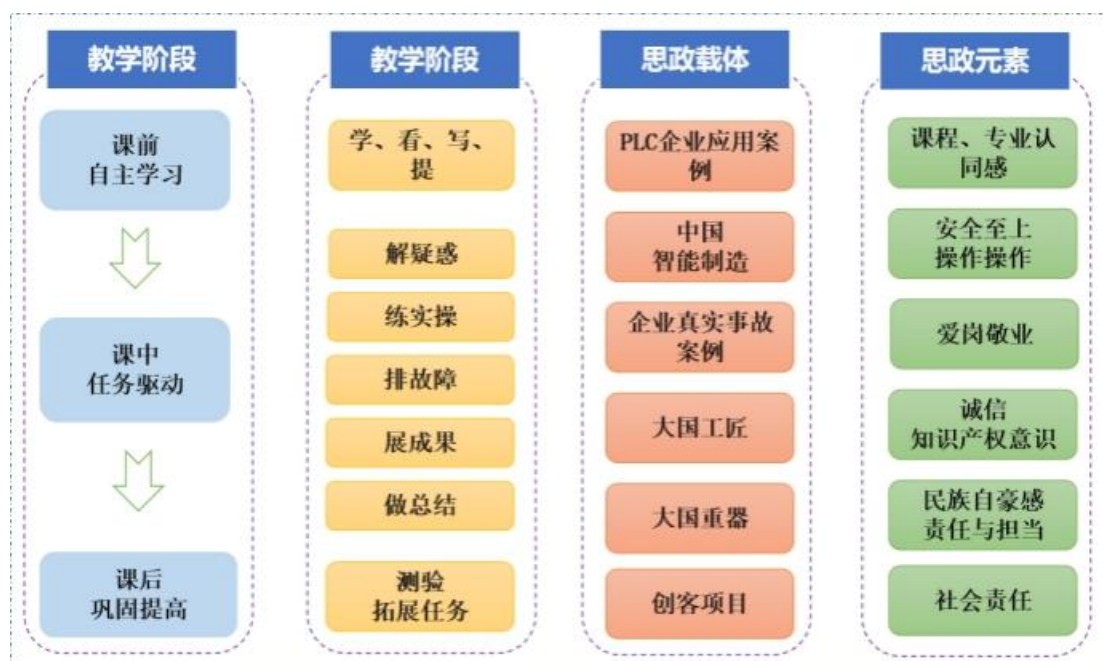 教学阶段
课前
自主学习
课中
任务驱动
课后
巩固提高
教学阶段
学、看、写、
提
解疑惑
练实操
排故障
展成果
做总结
测验
拓展任务
思政载体
PLC企业应用案
例
中国
智能制造
企业真实事故
案例
大国工匠
大国重器
创客项目
思政元素
课程、专业认
同感
安全至上
操作操作
爱岗敬业
诚信
知识产权意识
民族自豪感
责任与担当
社会责任